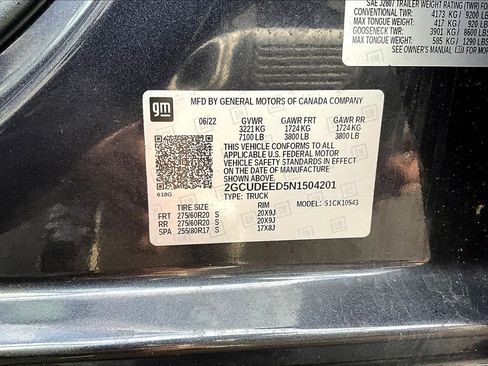 SAE J2807 TRAILER WEIGHT RATING (TWR) FO
CONVENTIONAL TWR: 4173 KG / 9200 LB
MAX TONGUE WEIGHT: 417 KG / 920 LB
GOOSENECK TWR: 3901 KG / 8600 LBS
MAX TONGUE WEIGHT: 585 KG / 1290 LBS
SEE OWNER'S MANUAL FOR MO
gm
MFD BY GENERAL MOTORS OF CANADA COMPANY
06/22 GVWR GAWR FRT GAWR RR
3221 KG 1724 KG 1724 KG
7100 LB 3800 LB 3800 LB
THIS VEHICLE CONFORMS TO ALL
APPLICABLE U.S. FEDERAL MOTOR
VEHICLE SAFETY STANDARDS IN EFFECT ON
THE DATE OF MANUFACTURE SHOWN ABOVE.
2GCUDEED5N1504201
618G TYPE: TRUCK
TIRE SIZE RIM MODEL: 51CK10543
FRT 275/60R20 S 20X9J
RR 275/60R20 S 20X9J
SPA 255/80R17 S 17X8J